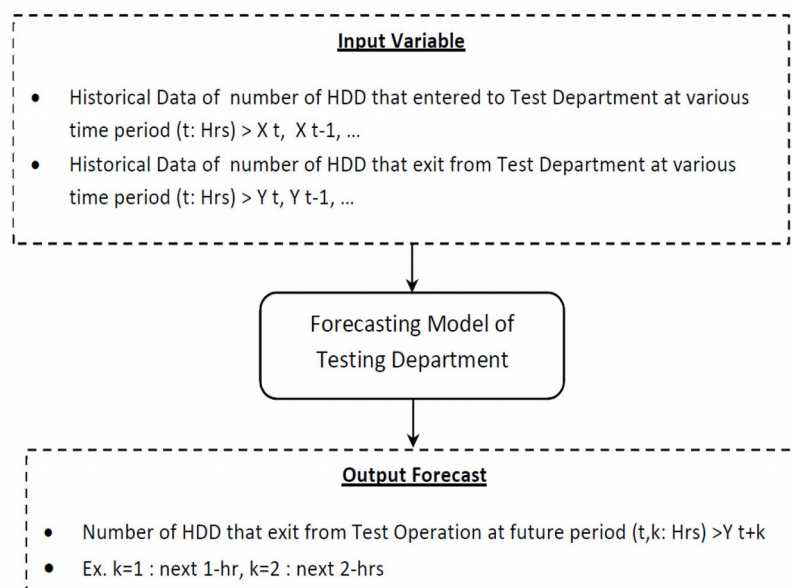 Input Variable
• Historical Data of number of HDD that entered to Test Department at various
time period (t: Hrs) > X t, X t-1, ...
• Historical Data of number of HDD that exit from Test Department at various
time period (t: Hrs) > Y t, Y t-1, ...
Forecasting Model of
Testing Department
Output Forecast
• Number of HDD that exit from Test Operation at future period (t,k: Hrs) >Y t+k
• Ex. k=1 : next 1-hr, k=2 : next 2-hrs